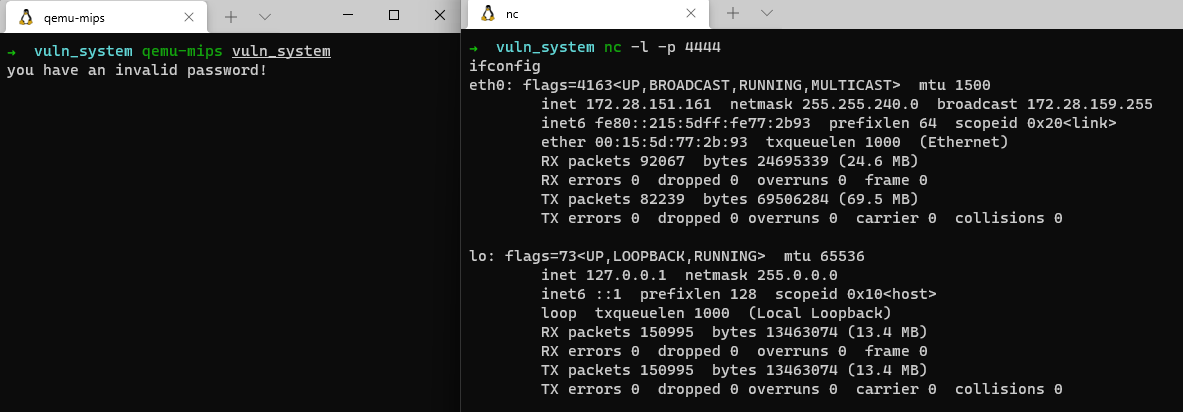 qemu-mips
→ vuln_system qemu-mips vuln_system
you have an invalid password!
nc
→ vuln_system nc -l -p 4444
ifconfig
eth0: flags=4163<UP,BROADCAST,RUNNING,MULTICAST>  mtu 1500
        inet 172.28.151.161  netmask 255.255.240.0  broadcast 172.28.159.255
        inet6 fe80::215:5dff:fe77:2b93  prefixlen 64  scopeid 0x20<link>
        ether 00:15:5d:77:2b:93  txqueuelen 1000  (Ethernet)
        RX packets 92067  bytes 24695339 (24.6 MB)
        RX errors 0  dropped 0  overruns 0  frame 0
        TX packets 82239  bytes 69506284 (69.5 MB)
        TX errors 0  dropped 0 overruns 0  carrier 0  collisions 0

lo: flags=73<UP,LOOPBACK,RUNNING>  mtu 65536
        inet 127.0.0.1  netmask 255.0.0.0
        inet6 ::1  prefixlen 128  scopeid 0x10<host>
        loop  txqueuelen 1000  (Local Loopback)
        RX packets 150995  bytes 13463074 (13.4 MB)
        RX errors 0  dropped 0  overruns 0  frame 0
        TX packets 150995  bytes 13463074 (13.4 MB)
        TX errors 0  dropped 0 overruns 0  carrier 0  collisions 0